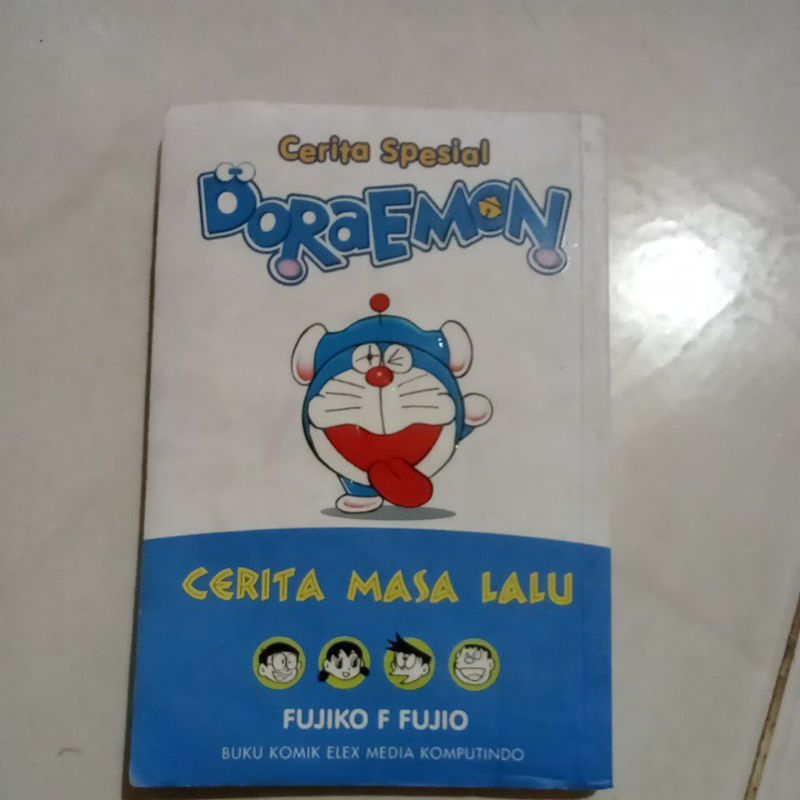 Cerita Spesial
DORAEMON
CERITA MASA LALU
FUJIKO F FUJIO
BUKU KOMIK ELEX MEDIA KOMPUTINDO